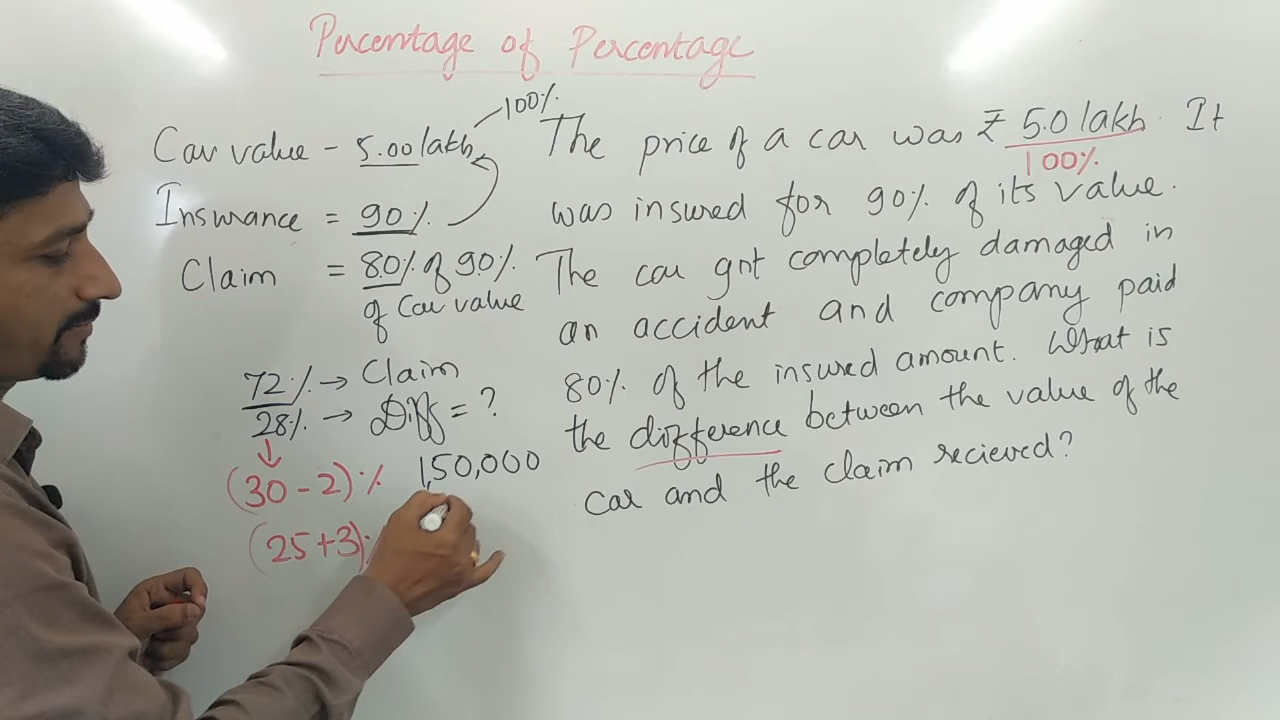 Percentage of Percentage
Car value - 5.00 lakh
100%
Insurance = 90%
Claim = 80% of 90%
of Car value
72% → Claim
28% → Diff = ?
(30-2)% 1,50,000
(25+3)%
The price of a car was ₹ 5.0 lakh. It
100%
was insured for 90% of its value.
The car got completely damaged in
an accident and company paid
80% of the insured amount. What is
the difference between the value of the
car and the claim recieved?